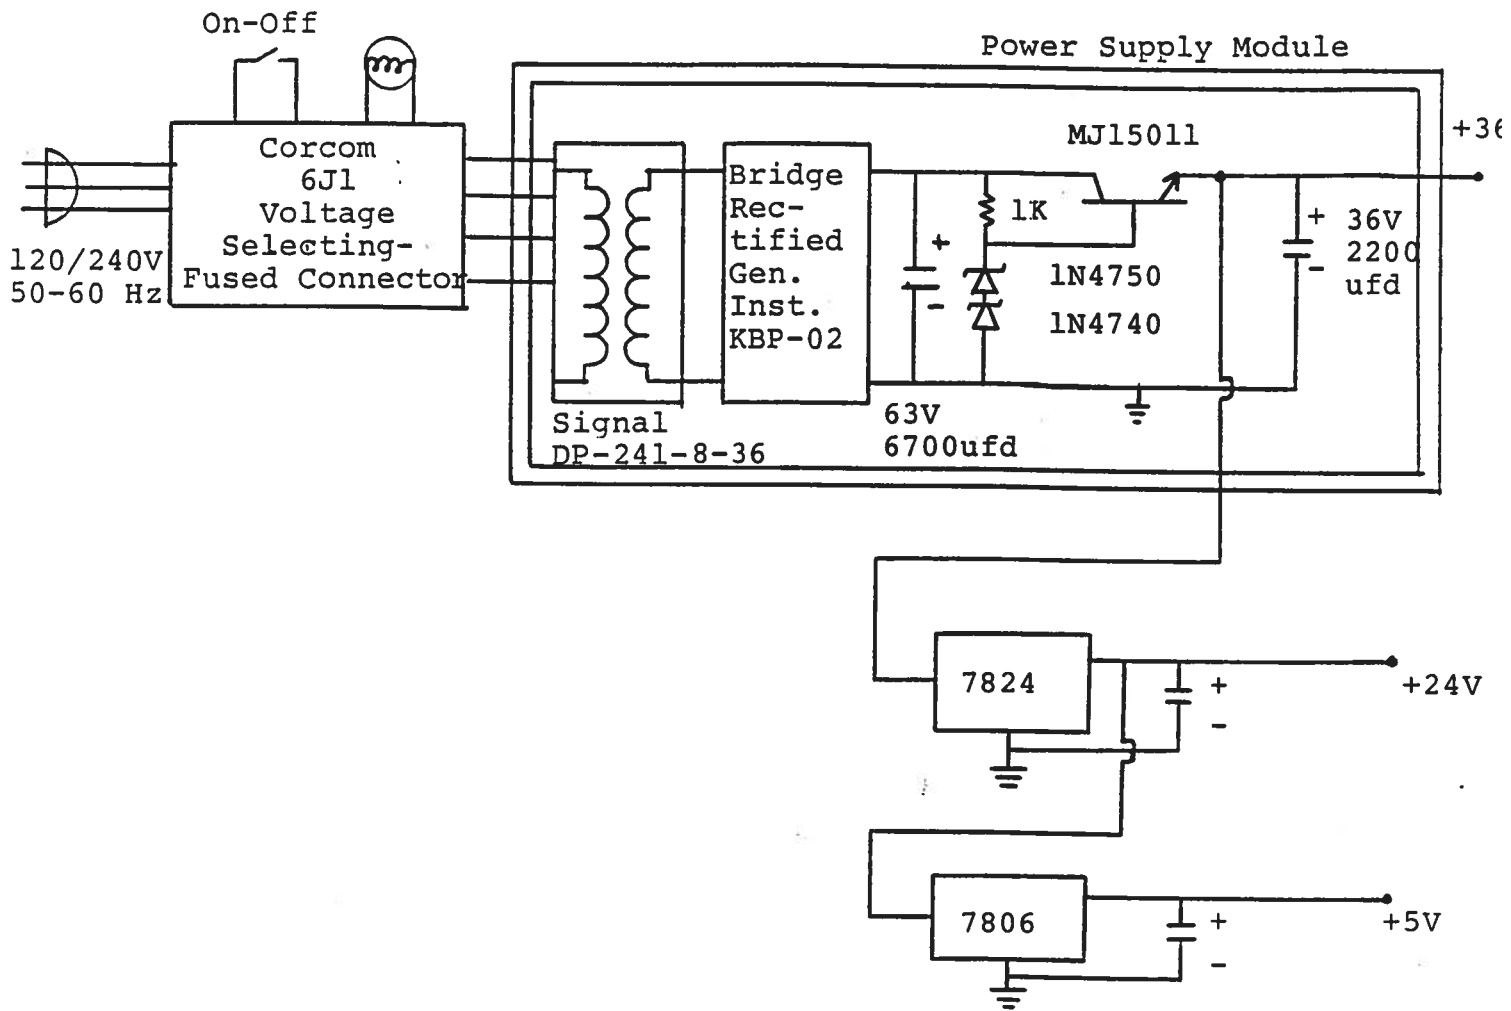 On-Off
Power Supply Module
Corcom
6J1
Voltage
Selecting-
Fused Connector
120/240V
50-60 Hz
Signal
DP-241-8-36
Bridge
Rec-
tified
Gen.
Inst.
KBP-02
MJ15011
1K
+
-
1N4750
1N4740
63V
6700ufd
+
-
36V
2200
ufd
+36
7824
+
-
+24V
7806
+
-
+5V